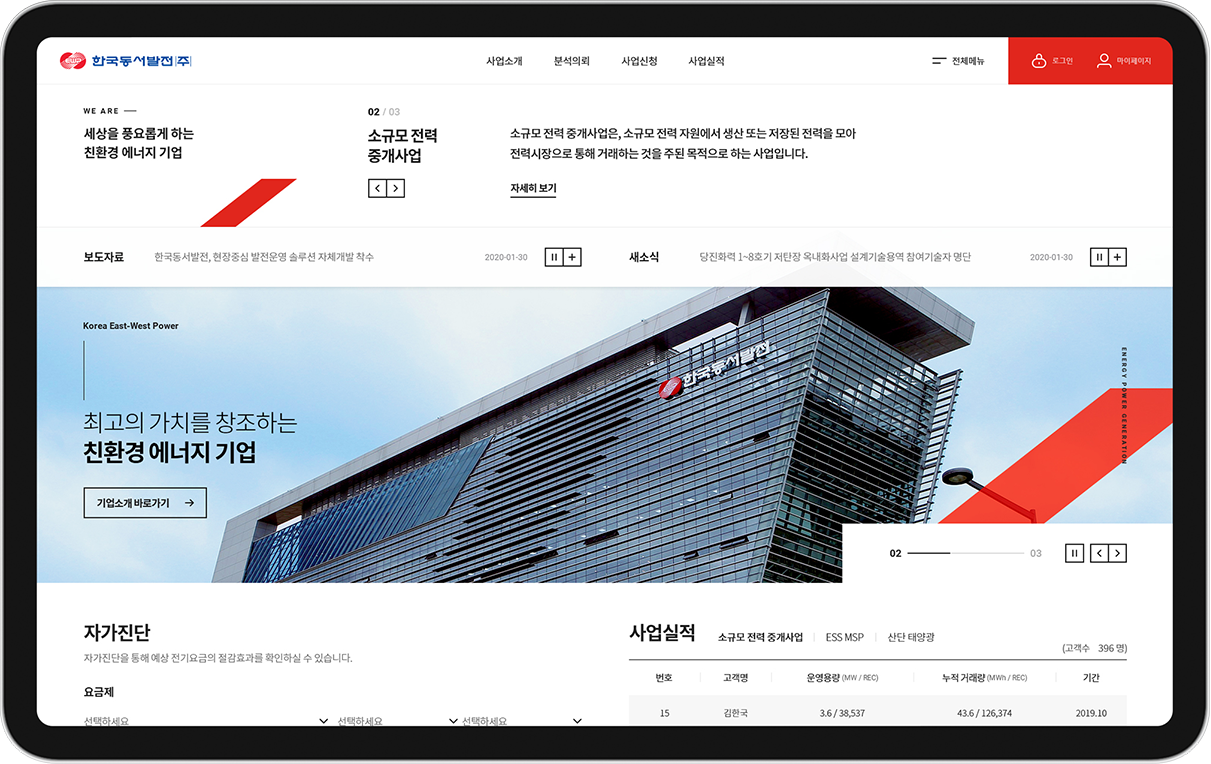 ewp 한국동서발전(주)
사업소개 분석의뢰 사업신청 사업실적
전체메뉴 로그인 마이페이지
WE ARE
세상을 풍요롭게 하는
친환경 에너지 기업
02 / 03
소규모 전력
중개사업
소규모 전력 중개사업은, 소규모 전력 자원에서 생산 또는 저장된 전력을 모아
전력시장으로 통해 거래하는 것을 주된 목적으로 하는 사업입니다.
자세히 보기
보도자료 한국동서발전, 현장중심 발전운영 솔루션 자체개발 착수 2020-01-30
새소식 당진화력 1~8호기 저탄장 옥내화사업 설계기술용역 참여기술자 명단 2020-01-30
Korea East-West Power
최고의 가치를 창조하는
친환경 에너지 기업
기업소개 바로가기
한국동서발전
ENERGY POWER GENERATION
02 03
자가진단
자가진단을 통해 예상 전기요금의 절감효과를 확인하실 수 있습니다.
요금제
선택하세요 선택하세요 선택하세요
사업실적 소규모 전력 중개사업 ESS MSP 산단 태양광
(고객수 396 명)
번호 고객명 운영용량 (MW / REC) 누적 거래량 (MWh / REC) 기간
15 김한국 3.6 / 38,537 43.6 / 126,374 2019.10